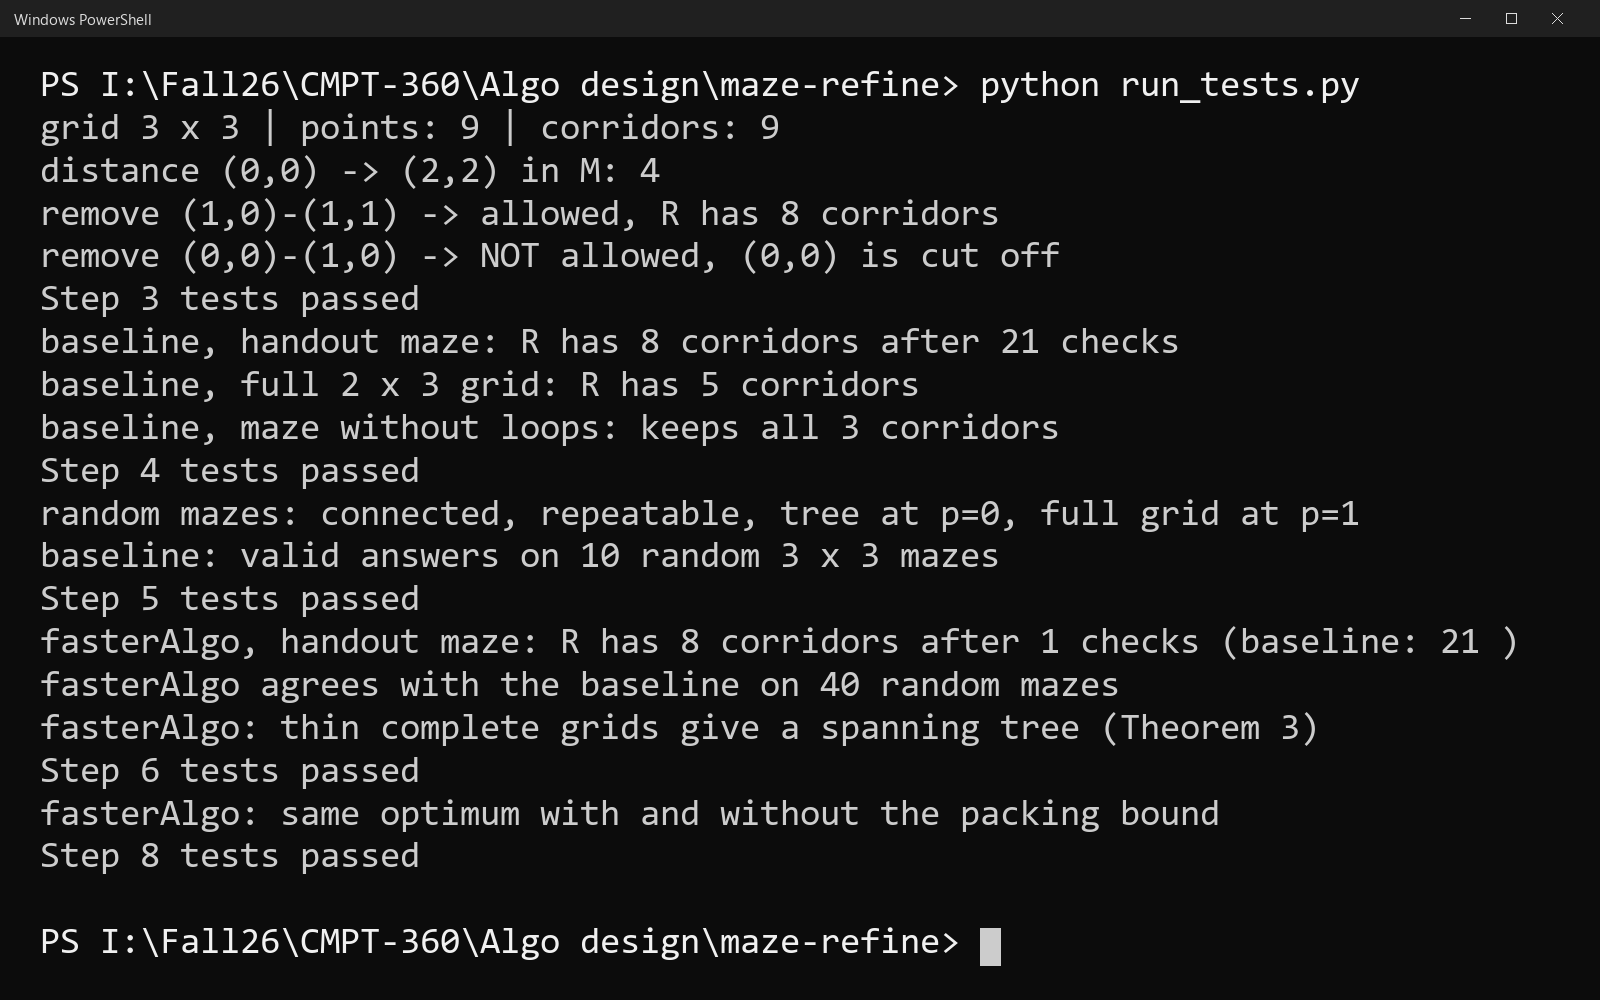 Windows PowerShell
PS I:\Fall26\CMPT-360\Algo design\maze-refine> python run_tests.py
grid 3 x 3 | points: 9 | corridors: 9
distance (0,0) -> (2,2) in M: 4
remove (1,0)-(1,1) -> allowed, R has 8 corridors
remove (0,0)-(1,0) -> NOT allowed, (0,0) is cut off
Step 3 tests passed
baseline, handout maze: R has 8 corridors after 21 checks
baseline, full 2 x 3 grid: R has 5 corridors
baseline, maze without loops: keeps all 3 corridors
Step 4 tests passed
random mazes: connected, repeatable, tree at p=0, full grid at p=1
baseline: valid answers on 10 random 3 x 3 mazes
Step 5 tests passed
fasterAlgo, handout maze: R has 8 corridors after 1 checks (baseline: 21 )
fasterAlgo agrees with the baseline on 40 random mazes
fasterAlgo: thin complete grids give a spanning tree (Theorem 3)
Step 6 tests passed
fasterAlgo: same optimum with and without the packing bound
Step 8 tests passed
PS I:\Fall26\CMPT-360\Algo design\maze-refine>